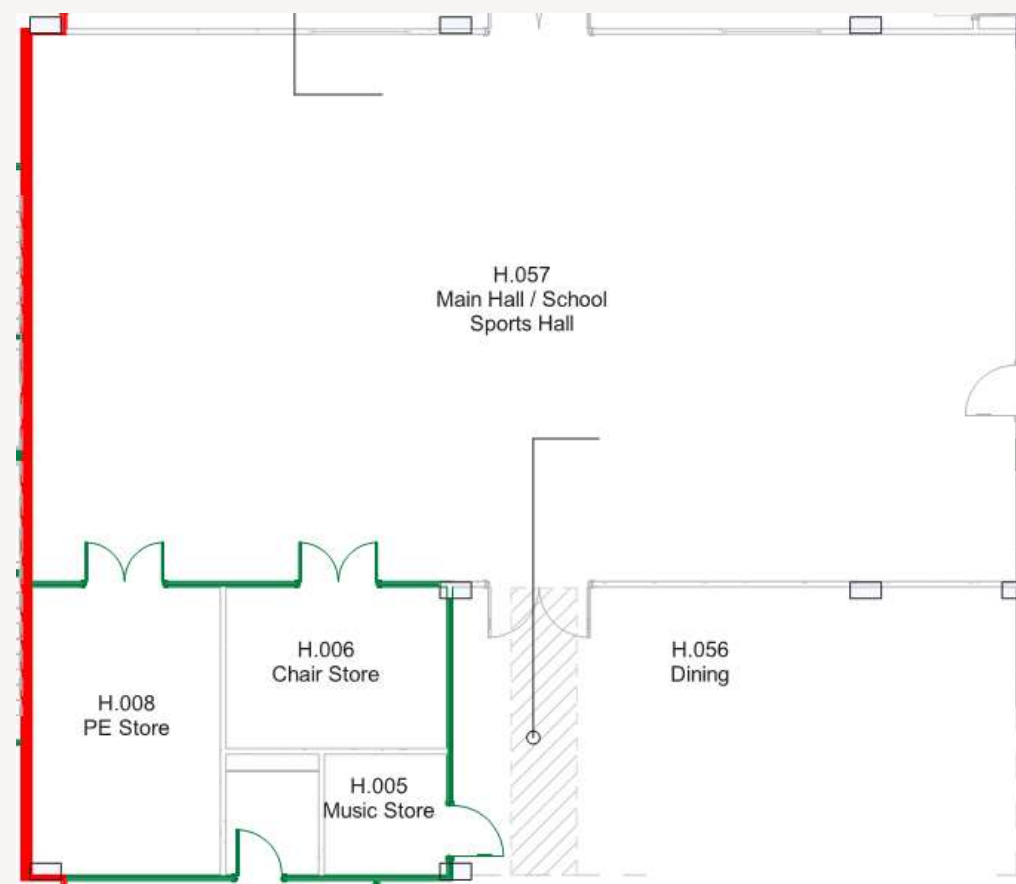 H.057
Main Hall / School
Sports Hall
H.006
Chair Store
H.056
Dining
H.008
PE Store
H.005
Music Store